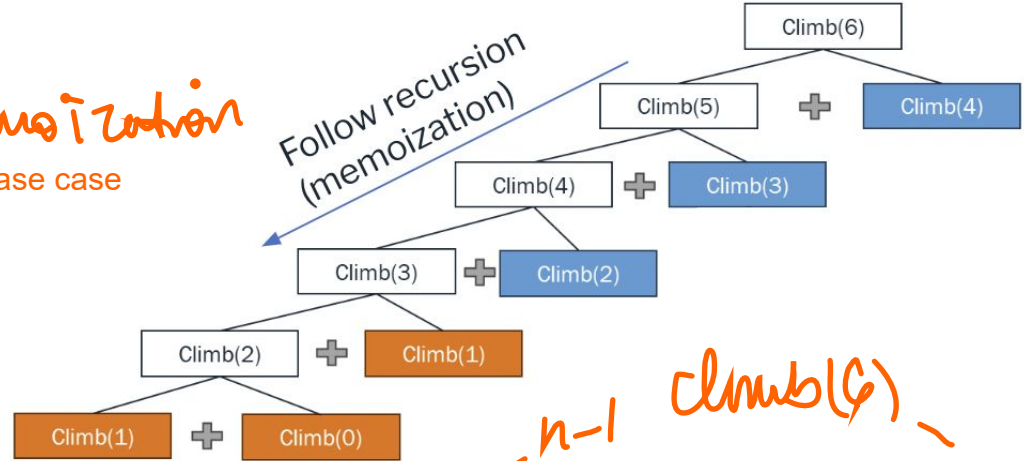 Climb(6)
Climb(5)
Climb(4)
Follow recursion
(memoization)
Climb(4)
Climb(3)
ase case
Climb(3)
Climb(2)
Climb(2)
Climb(1)
Climb(1)
Climb(0)
n-1
climb(6)